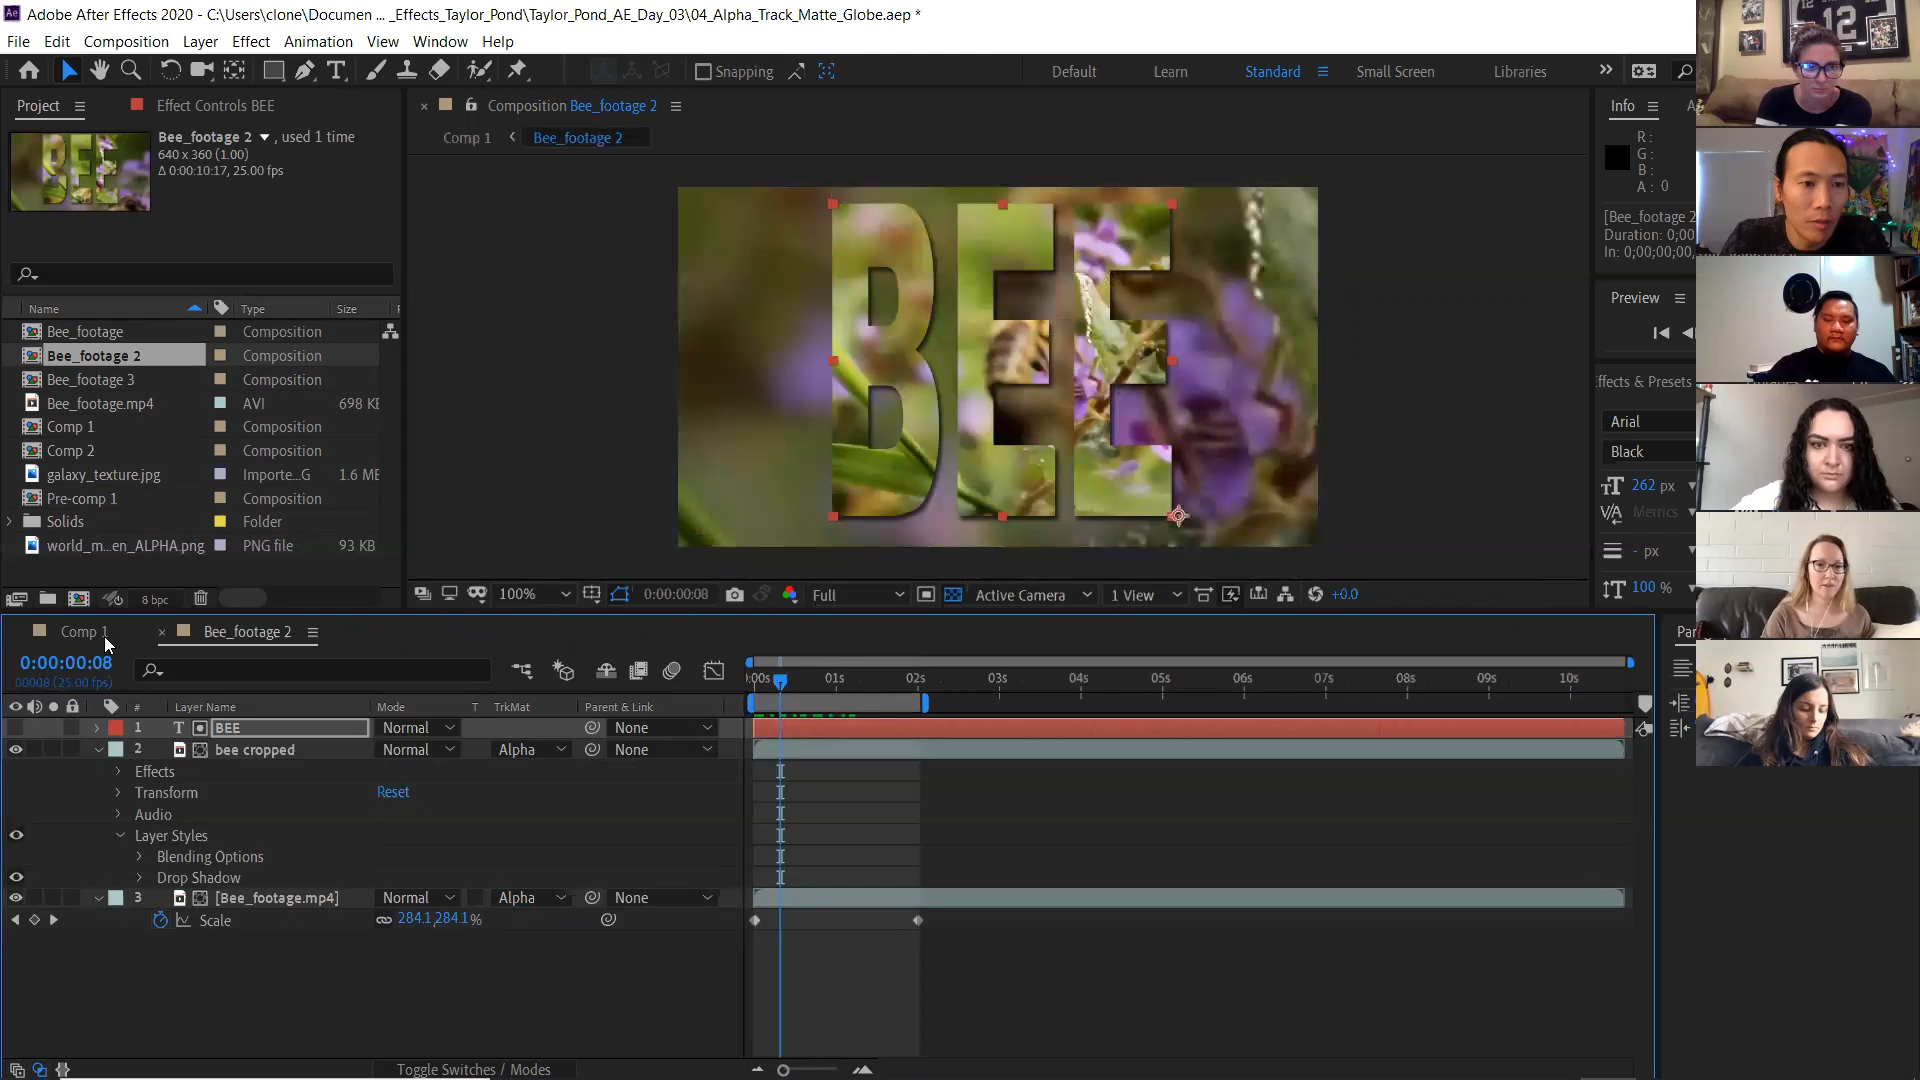 Adobe After Effects 2020 - C:\Users\clone\Documen ... _Effects_Taylor_Pond\Taylor_Pond_AE_Day_03\04_Alpha_Track_Matte_Globe.aep *
File Edit Composition Layer Effect Animation View Window Help
Snapping Default Learn Standard Small Screen Libraries
Project Effect Controls BEE
Composition Bee_footage 2
Info
Bee_footage 2 , used 1 time
640 x 360 (1.00)
Δ 0:00:10:17, 25.00 fps
Comp 1 Bee_footage 2
R:
G:
B:
A: 0
[Bee_footage 2
Duration: 0;00
In: 0;00;00;00,
BEE
Name Type Size
Bee_footage Composition
Bee_footage 2 Composition
Bee_footage 3 Composition
Bee_footage.mp4 AVI 698 KE
Comp 1 Composition
Comp 2 Composition
galaxy_texture.jpg Importe...G 1.6 ME
Pre-comp 1 Composition
Solids Folder
world_m...en_ALPHA.png PNG file 93 KB
8 bpc
Preview
Effects & Presets
Arial
Black
262 px
Metrics
- px
100 %
100% 0:00:00:08 Full Active Camera 1 View +0.0
Comp 1 Bee_footage 2
0:00:00:08
00008 (25.00 fps)
:00s 01s 02s 03s 04s 05s 06s 07s 08s 09s 10s
# Layer Name Mode T TrkMat Parent & Link
1 T BEE Normal None
2 bee cropped Normal Alpha None
Effects
Transform Reset
Audio
Layer Styles
Blending Options
Drop Shadow
3 [Bee_footage.mp4] Normal Alpha None
Scale 284.1,284.1%
Toggle Switches / Modes
Par
12